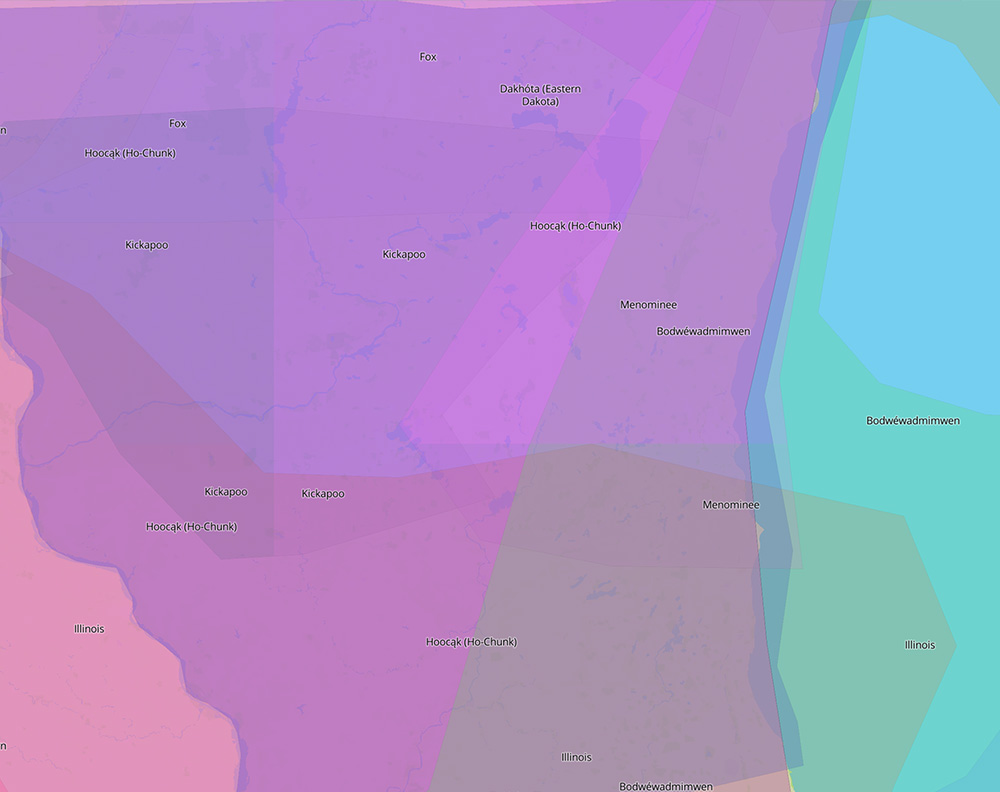 Fox
Dakhóta (Eastern
Dakota)
Fox
n
Hoocąk (Ho-Chunk)
Hoocąk (Ho-Chunk)
Kickapoo
Kickapoo
Menominee
Bodwéwadmimwen
Bodwéwadmimwen
Kickapoo
Kickapoo
Menominee
Hoocąk (Ho-Chunk)
Illinois
Hoocąk (Ho-Chunk)
Illinois
n
Illinois
Bodwéwadmimwen